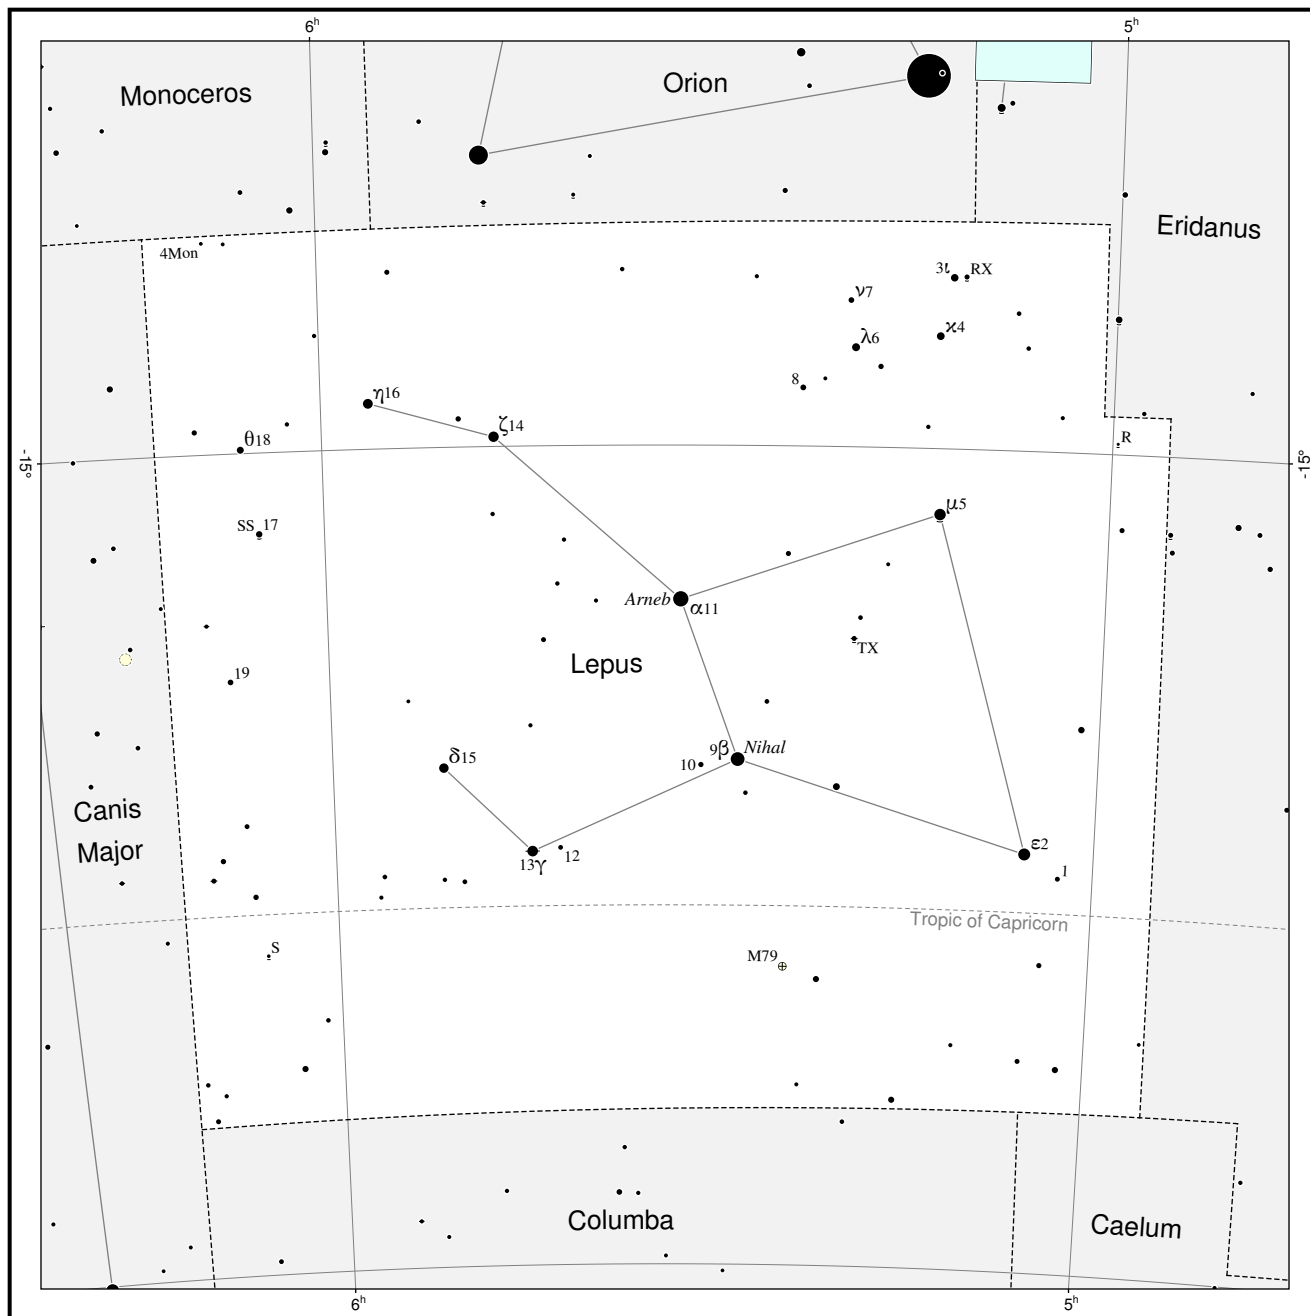 6h
5h
Monoceros
Orion
Eridanus
4Mon
3ι
RX
ν7
ϰ4
λ6
8
η16
ζ14
θ18
R
-15°
-15°
μ5
SS
17
Arneb
α11
TX
Lepus
19
9β
Nihal
10
δ15
Canis
Major
ε2
12
13γ
1
Tropic of Capricorn
S
M79
Columba
Caelum
6h
5h